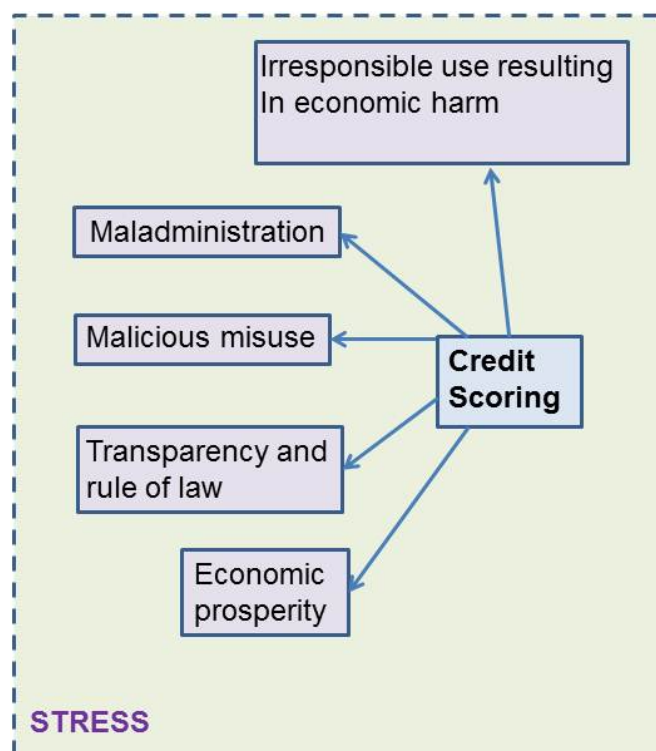 Irresponsible use resulting
In economic harm
Maladministration
Malicious misuse
Credit
Scoring
Transparency and
rule of law
Economic
prosperity
STRESS